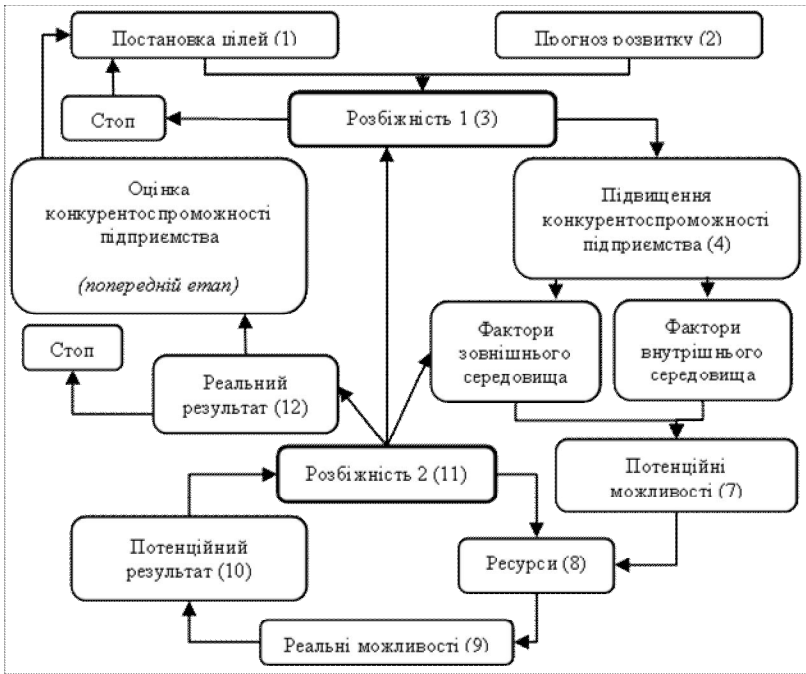 Постановка цілей (1)
Прогноз розвитку (2)
Стоп
Розбіжність 1 (3)
Оцінка
конкурентоспроможності
підприємства
(попередній етап)
Підвищення
конкурентоспроможності
підприємства (4)
Фактори
зовнішнього
середовища
Фактори
внутрішнього
середовища
Стоп
Реальний
результат (12)
Розбіжність 2 (11)
Потенційні
можливості (7)
Потенційний
результат (10)
Ресурси (8)
Реальні можливості (9)